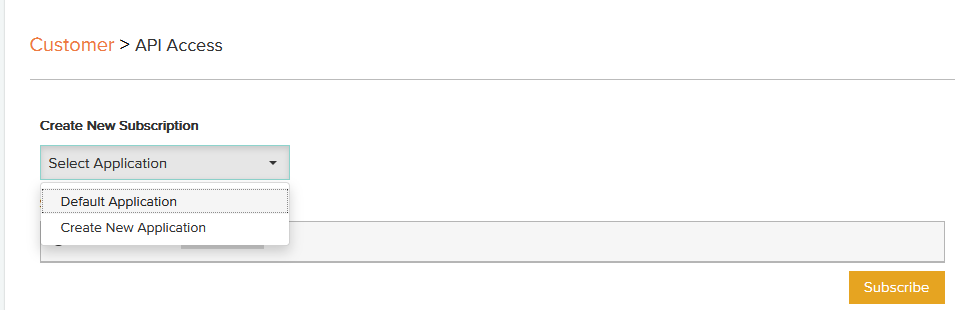 Customer > API Access
Create New Subscription
Select Application
Default Application
Create New Application
Subscribe